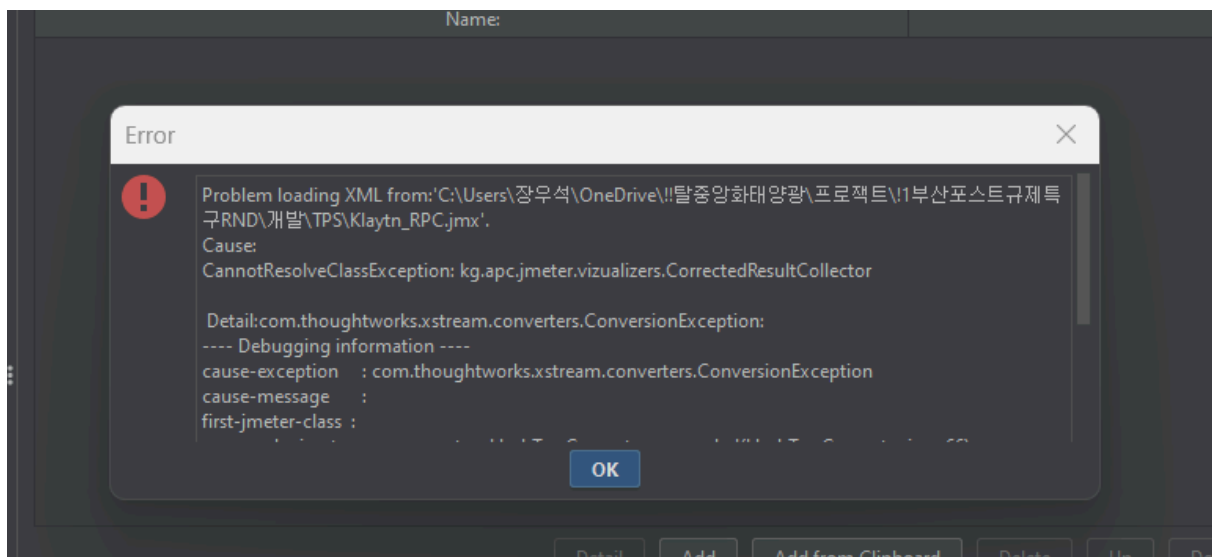 Name:
Error
Problem loading XML from:'C:\Users\장우석\OneDrive\!!탈중앙화태양광\프로잭트\!1부산포스트규제특
구RND\개발\TPS\Klaytn_RPC.jmx'.
Cause:
CannotResolveClassException: kg.apc.jmeter.vizualizers.CorrectedResultCollector
Detail:com.thoughtworks.xstream.converters.ConversionException:
---- Debugging information ----
cause-exception : com.thoughtworks.xstream.converters.ConversionException
cause-message :
first-jmeter-class :
OK
Detail Add Add from Clipboard Delete Up